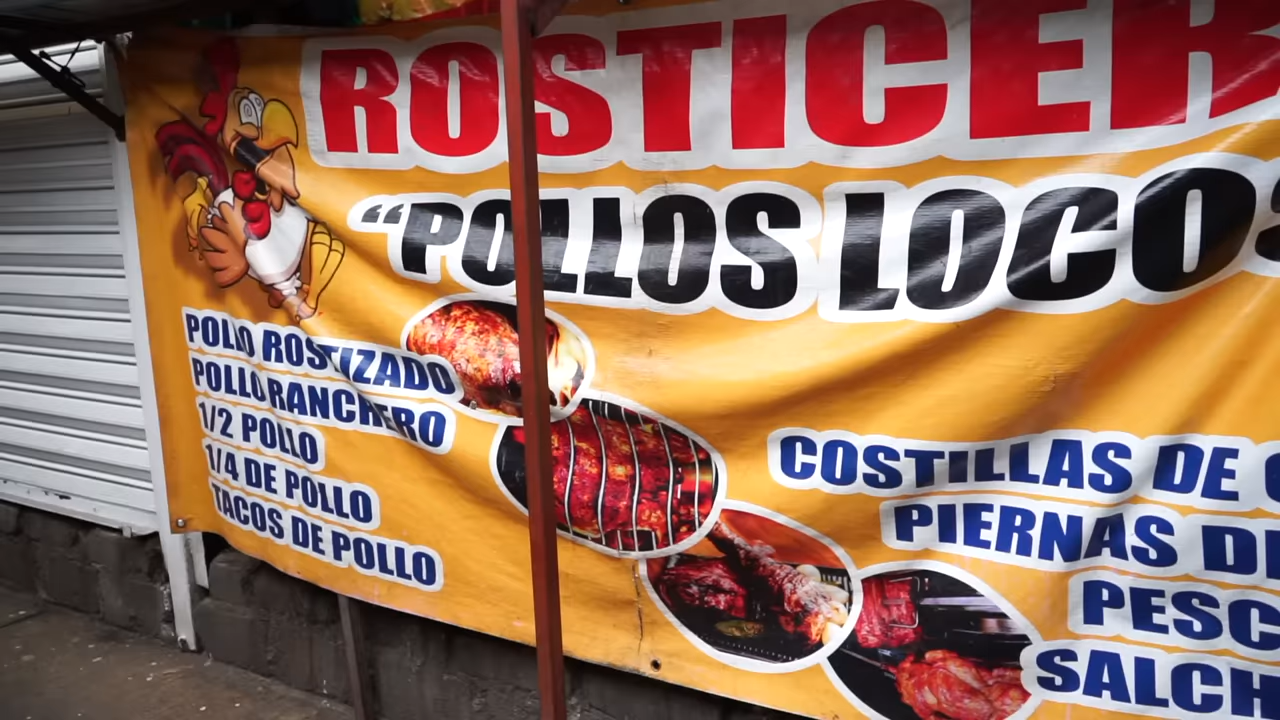 ROSTICER
"POLLOS LOCOS
POLLO ROSTIZADO
POLLO RANCHERO
1/2 POLLO
1/4 DE POLLO
TACOS DE POLLO
COSTILLAS DE
PIERNAS DE
PESC
SALCH